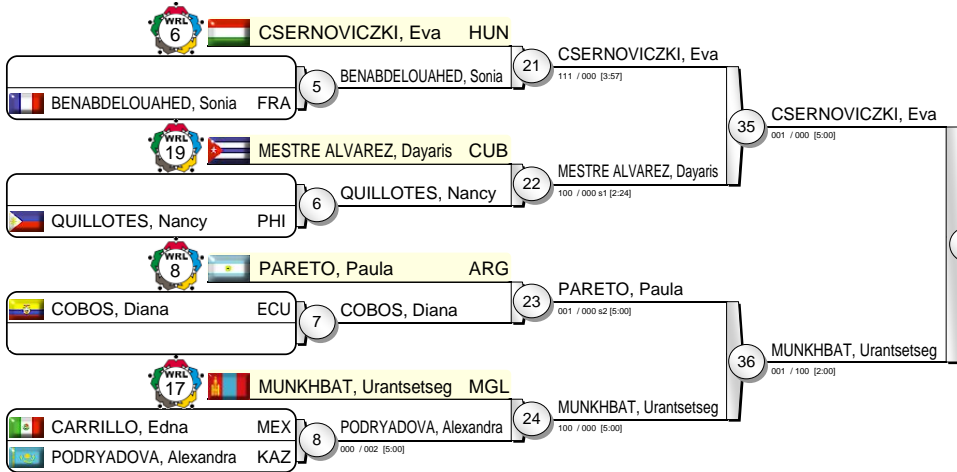 WRL 6 CSERNOVICZKI, Eva HUN
BENABDELOUAHED, Sonia FRA
5
BENABDELOUAHED, Sonia
21
CSERNOVICZKI, Eva
111 / 000 [3:57]
WRL 19 MESTRE ALVAREZ, Dayaris CUB
QUILLOTES, Nancy PHI
6
QUILLOTES, Nancy
22
MESTRE ALVAREZ, Dayaris
100 / 000 s1 [2:24]
35
CSERNOVICZKI, Eva
001 / 000 [5:00]
WRL 8 PARETO, Paula ARG
COBOS, Diana ECU
7
COBOS, Diana
23
PARETO, Paula
001 / 000 s2 [5:00]
WRL 17 MUNKHBAT, Urantsetseg MGL
CARRILLO, Edna MEX
PODRYADOVA, Alexandra KAZ
8
PODRYADOVA, Alexandra
000 / 002 [5:00]
24
MUNKHBAT, Urantsetseg
100 / 000 [5:00]
36
MUNKHBAT, Urantsetseg
001 / 100 [2:00]